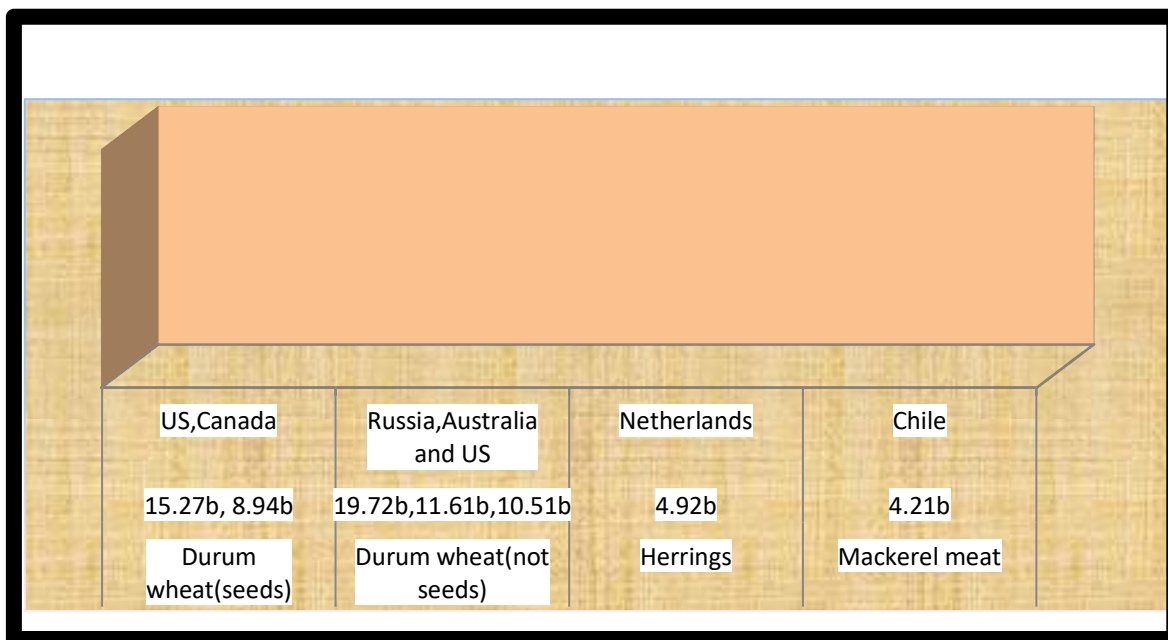 US,Canada
Russia,Australia
and US
Netherlands
Chile
15.27b, 8.94b
19.72b,11.61b,10.51b
4.92b
4.21b
Durum
wheat(seeds)
Durum wheat(not
seeds)
Herrings
Mackerel meat